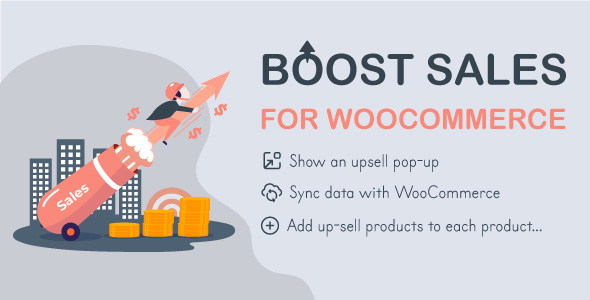 BOOST SALES
FOR WOOCOMMERCE
Show an upsell pop-up
Sync data with WooCommerce
Add up-sell products to each product...
Sales
$
$
$